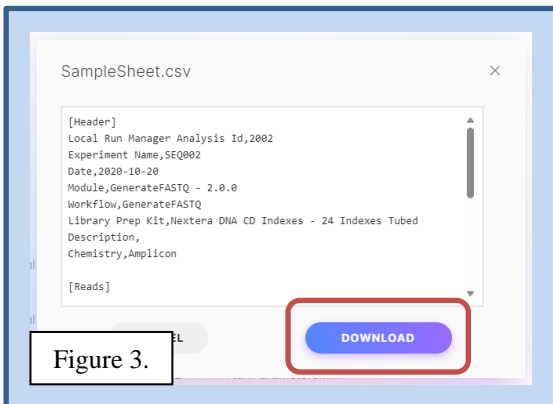 SampleSheet.csv
[Header]
Local Run Manager Analysis Id,2002
Experiment Name,SEQ002
Date,2020-10-20
Module,GenerateFASTQ - 2.0.0
Workflow,GenerateFASTQ
Library Prep Kit,Nextera DNA CD Indexes - 24 Indexes Tubed
Description,
Chemistry,Amplicon
[Reads]
EL DOWNLOAD
Figure 3.